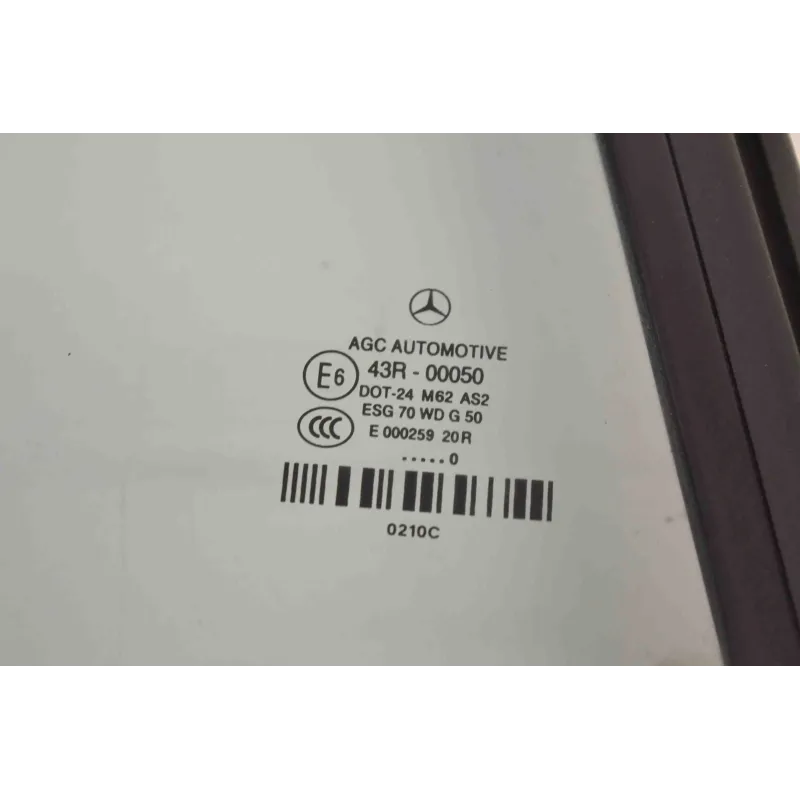 AGC AUTOMOTIVE
E6 43R - 00050
DOT-24 M62 AS2
ESG 70 WD G 50
CCC E 000259 20R
.....0
0210C